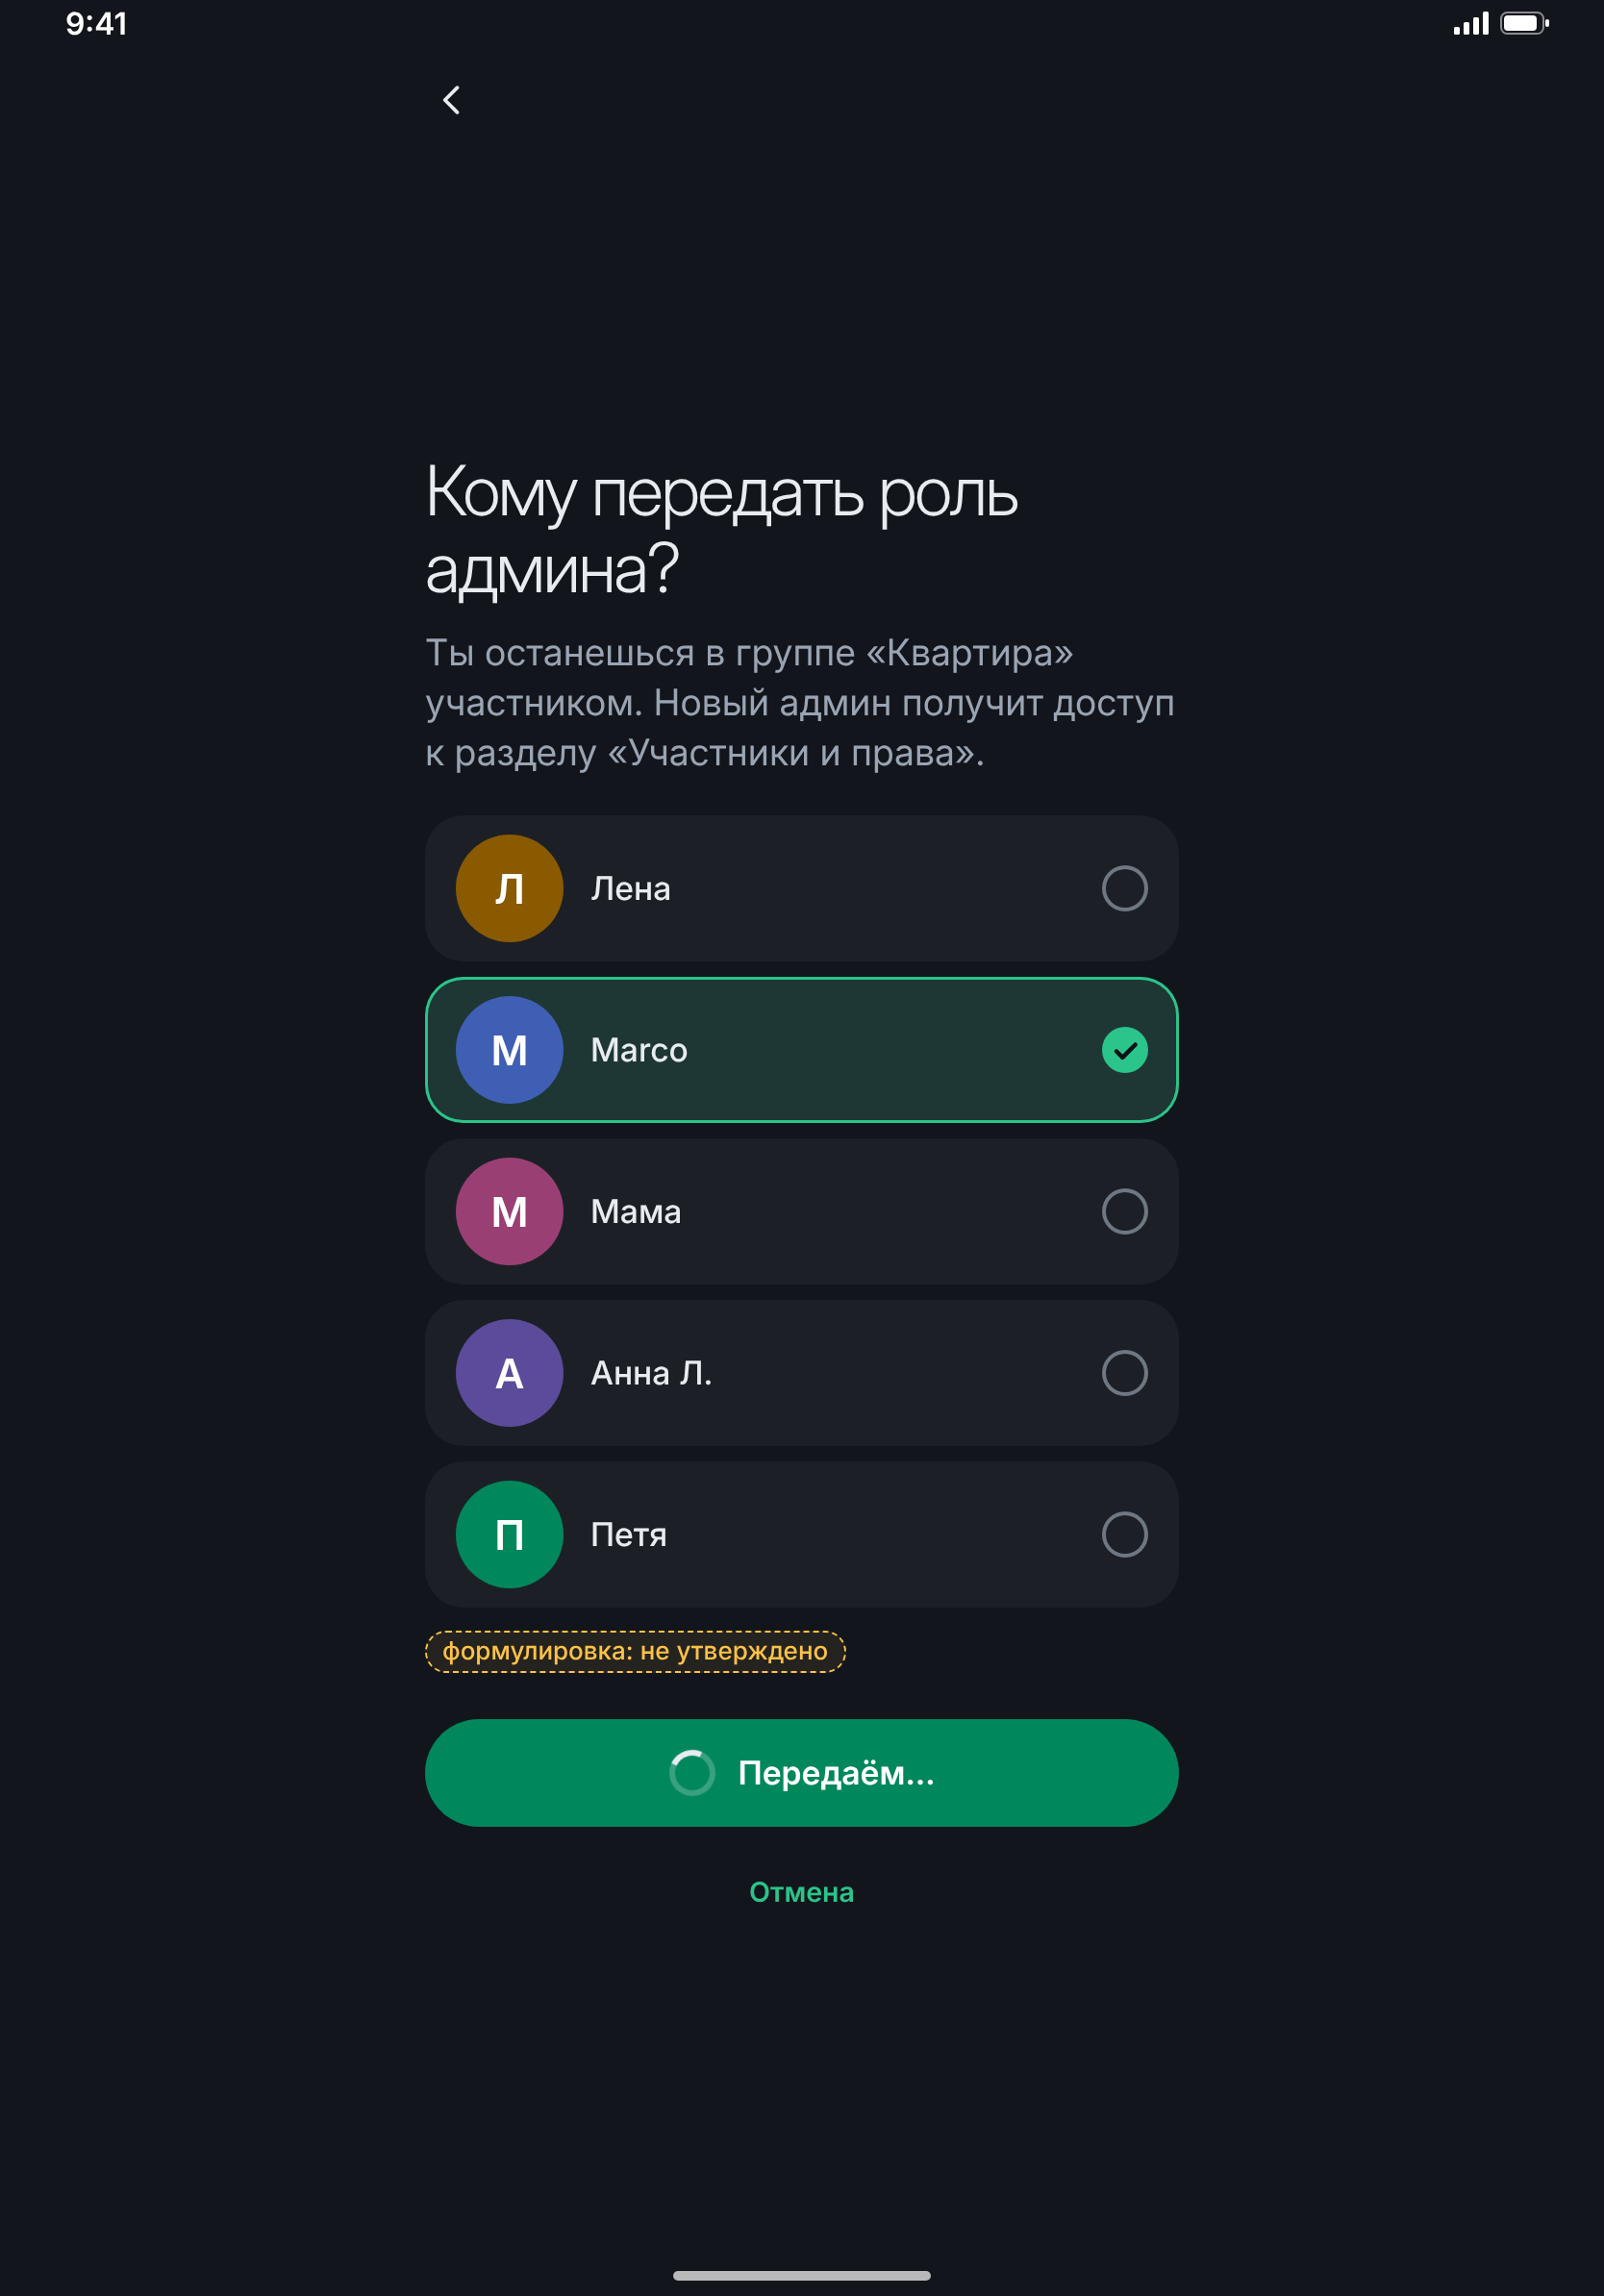 9:41
Кому передать роль
админа?
Ты останешься в группе «Квартира»
участником. Новый админ получит доступ
к разделу «Участники и права».
Л Лена
M Marco
М Мама
А Анна Л.
П Петя
формулировка: не утверждено
Передаём...
Отмена